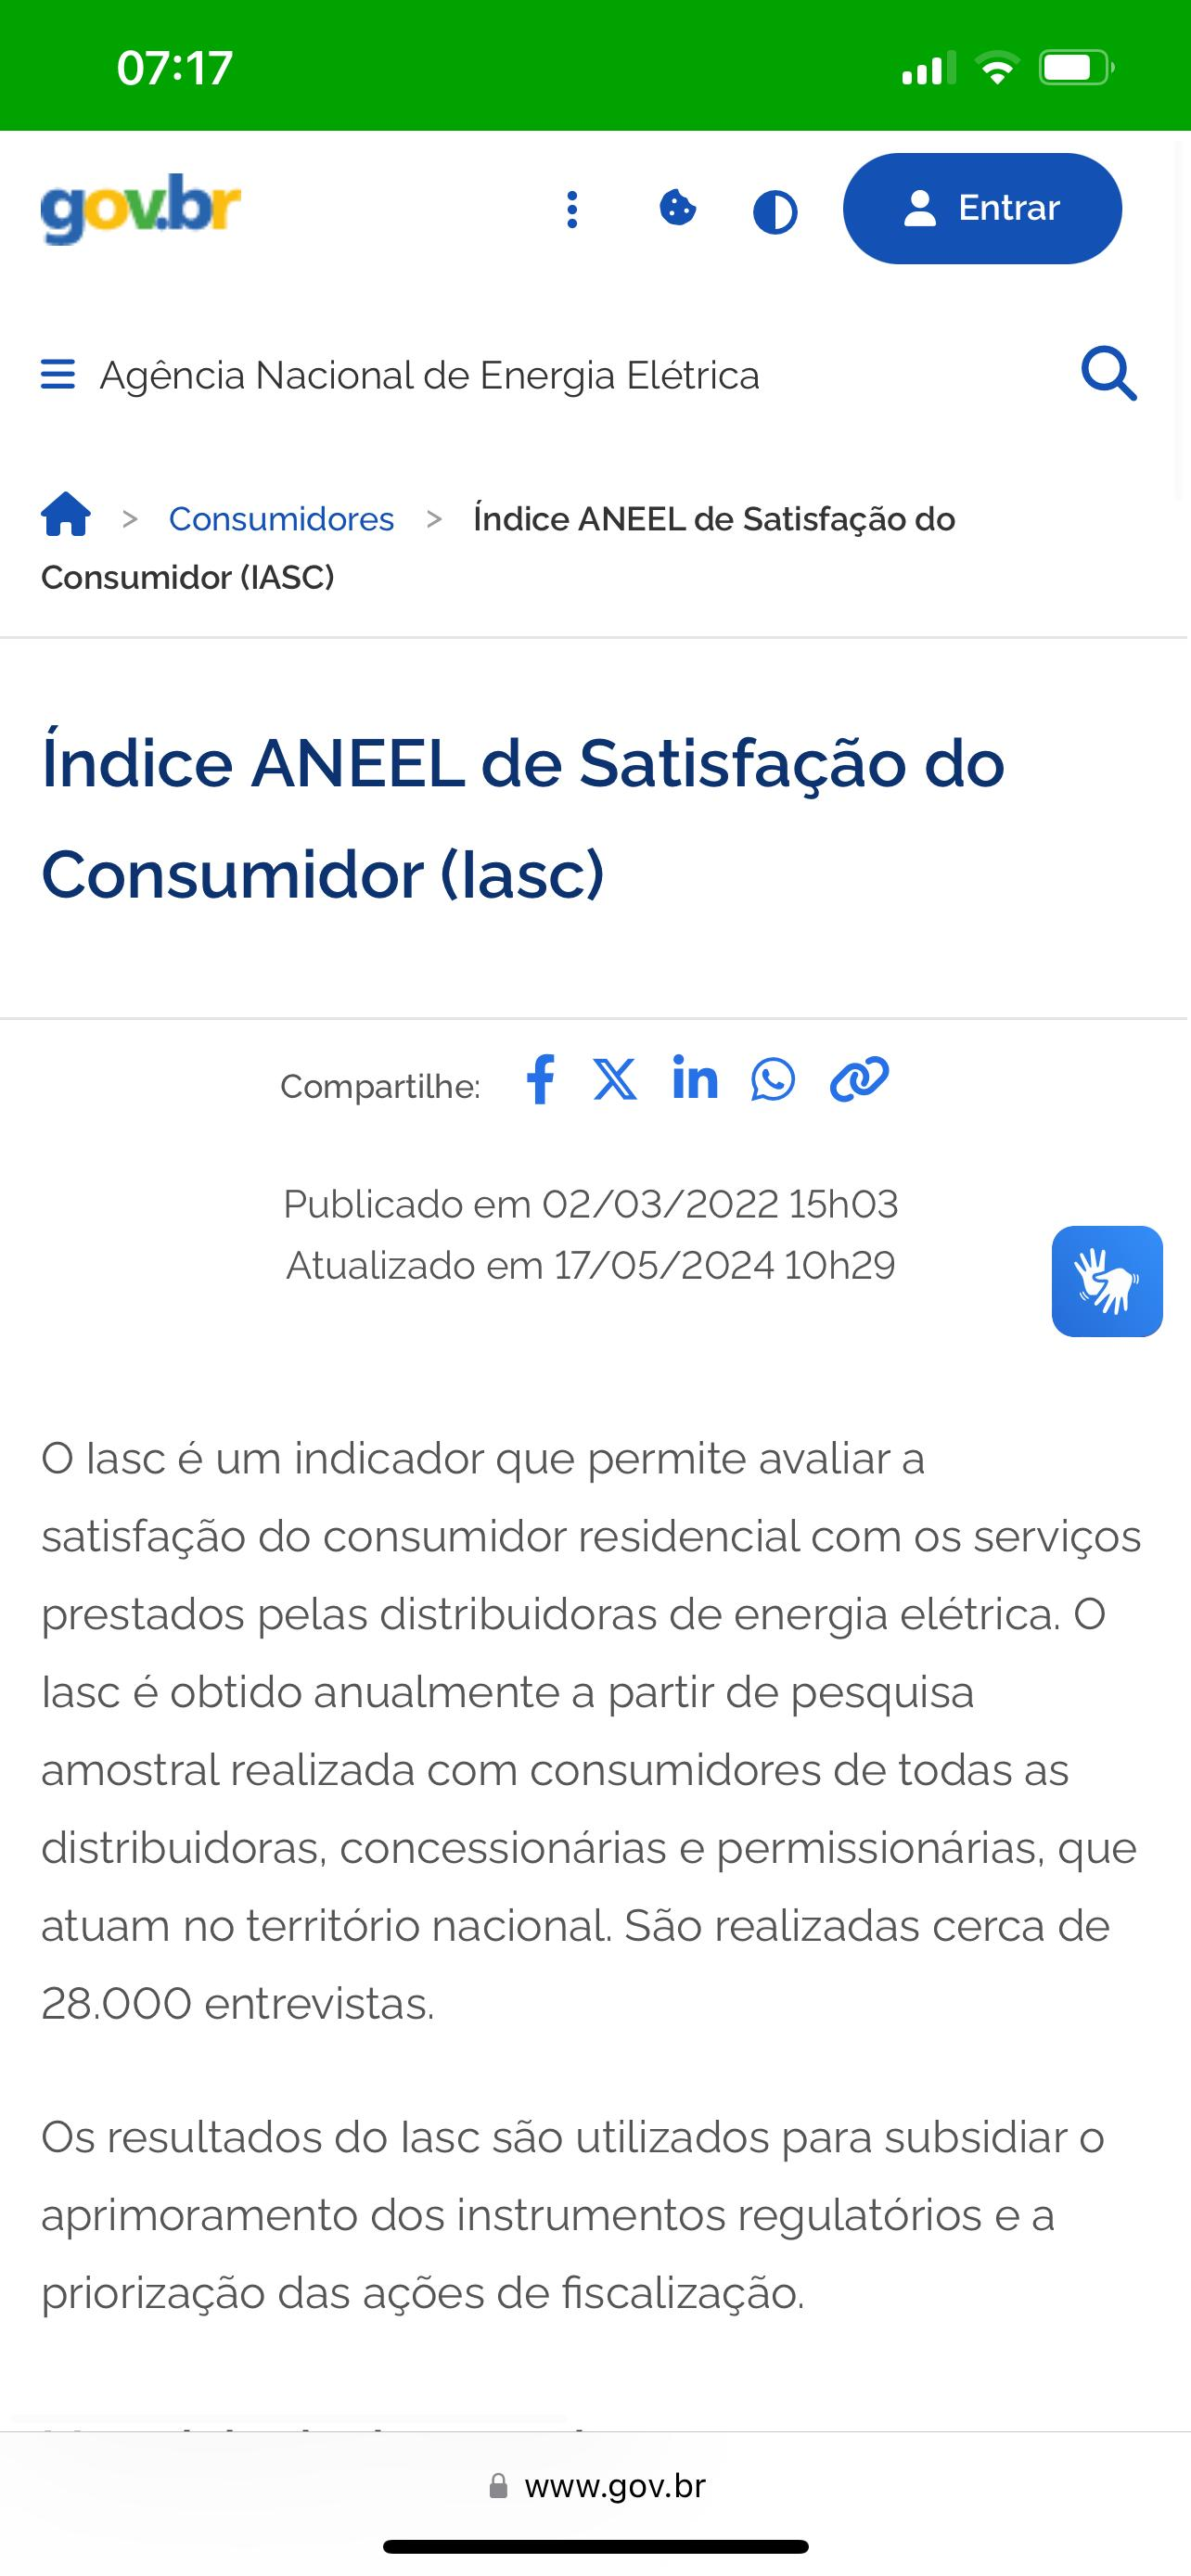 07:17
gov.br
Entrar
Agência Nacional de Energia Elétrica
> Consumidores > Índice ANEEL de Satisfação do
Consumidor (IASC)
Índice ANEEL de Satisfação do
Consumidor (Iasc)
Compartilhe:
Publicado em 02/03/2022 15h03
Atualizado em 17/05/2024 10h29
O Iasc é um indicador que permite avaliar a
satisfação do consumidor residencial com os serviços
prestados pelas distribuidoras de energia elétrica. O
Iasc é obtido anualmente a partir de pesquisa
amostral realizada com consumidores de todas as
distribuidoras, concessionárias e permissionárias, que
atuam no território nacional. São realizadas cerca de
28.000 entrevistas.
Os resultados do Iasc são utilizados para subsidiar o
aprimoramento dos instrumentos regulatórios e a
priorização das ações de fiscalização.
www.gov.br